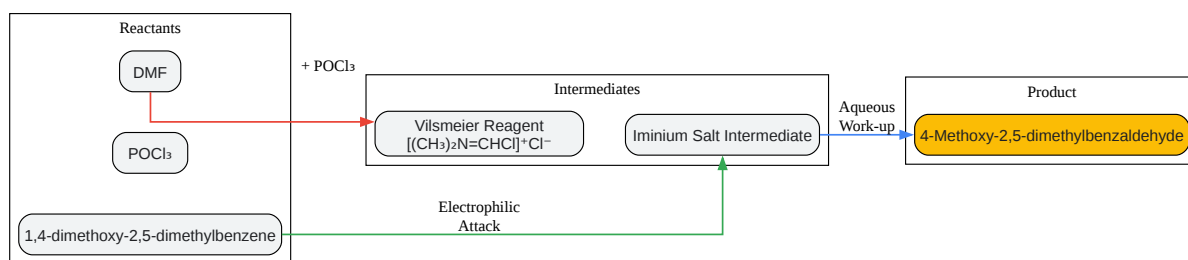 Reactants
DMF
POCl₃
1,4-dimethoxy-2,5-dimethylbenzene
+ POCl₃
Intermediates
Vilsmeier Reagent
[(CH₃)₂N=CHCl]⁺Cl⁻
Iminium Salt Intermediate
Electrophilic
Attack
Aqueous
Work-up
Product
4-Methoxy-2,5-dimethylbenzaldehyde